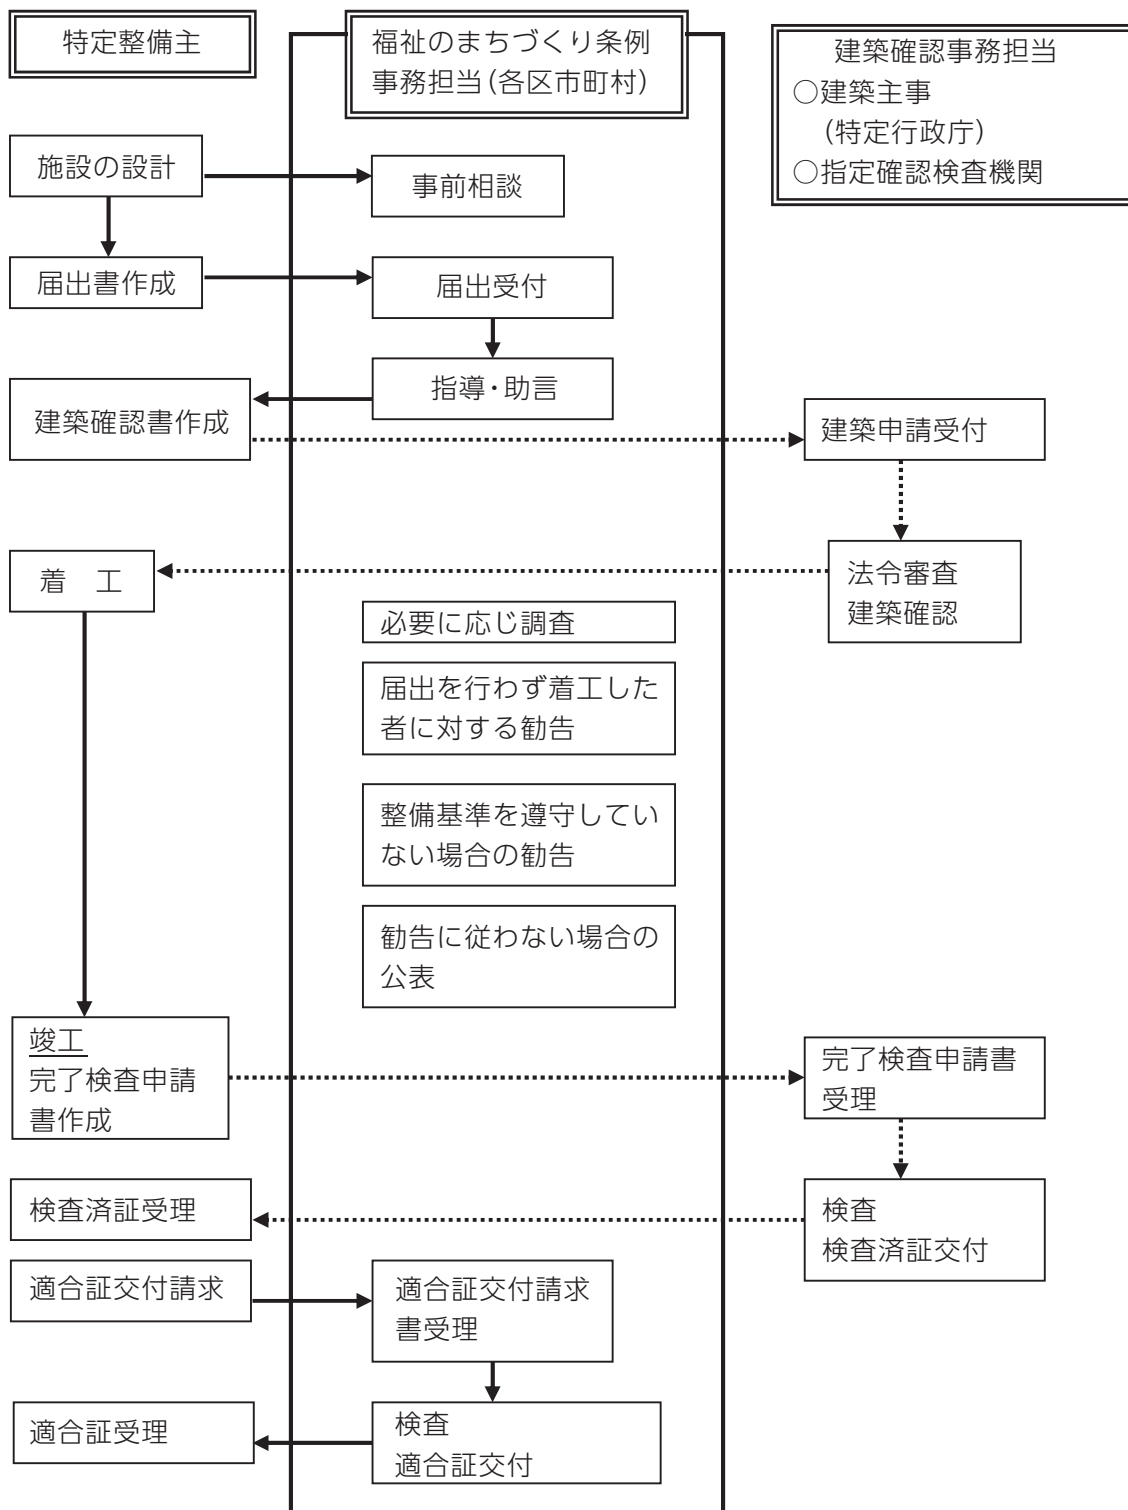 特定整備主
福祉のまちづくり条例
事務担当(各区市町村)
建築確認事務担当
○建築主事
(特定行政庁)
○指定確認検査機関
施設の設計
事前相談
届出書作成
届出受付
指導・助言
建築確認書作成
建築申請受付
着　工
法令審査
建築確認
必要に応じ調査
届出を行わず着工した
者に対する勧告
整備基準を遵守してい
ない場合の勧告
勧告に従わない場合の
公表
竣工
完了検査申請
書作成
完了検査申請書
受理
検査済証受理
検査
検査済証交付
適合証交付請求
適合証交付請求
書受理
適合証受理
検査
適合証交付